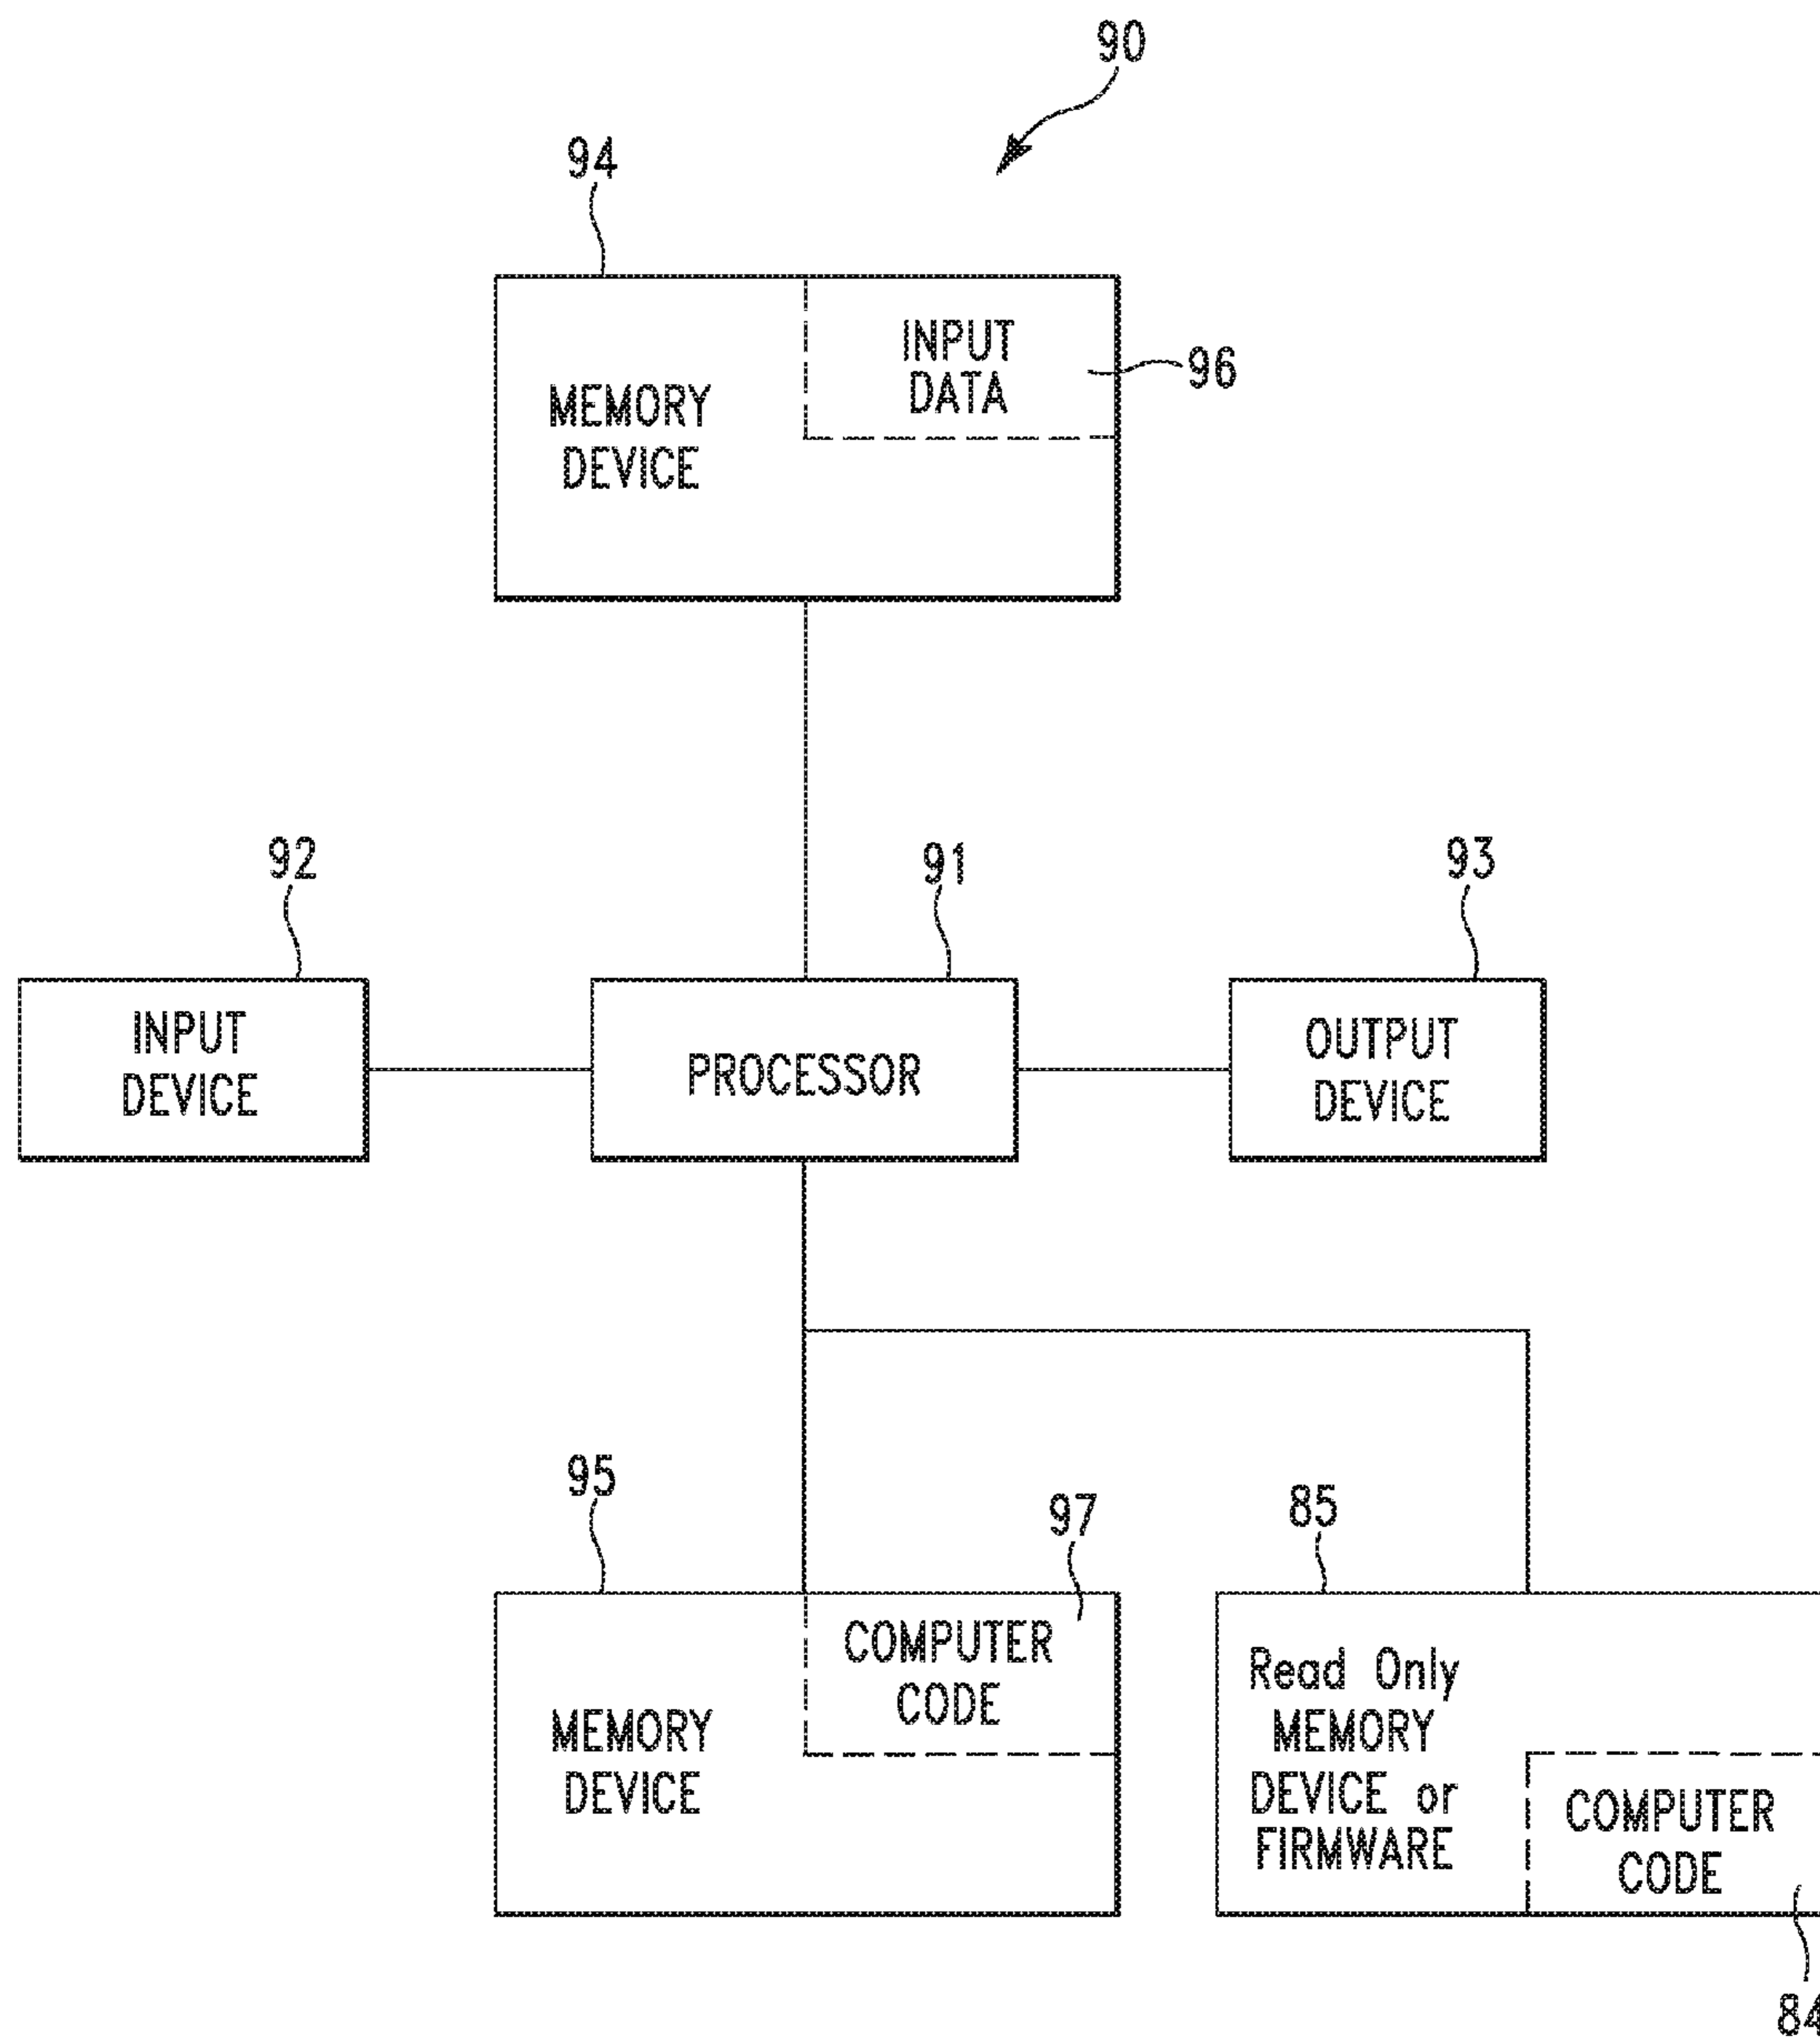 90
94
INPUT
DATA
96
MEMORY
DEVICE
92
91
93
INPUT
DEVICE
PROCESSOR
OUTPUT
DEVICE
95
97
85
COMPUTER
CODE
MEMORY
DEVICE
Read Only
MEMORY
DEVICE or
FIRMWARE
COMPUTER
CODE
84